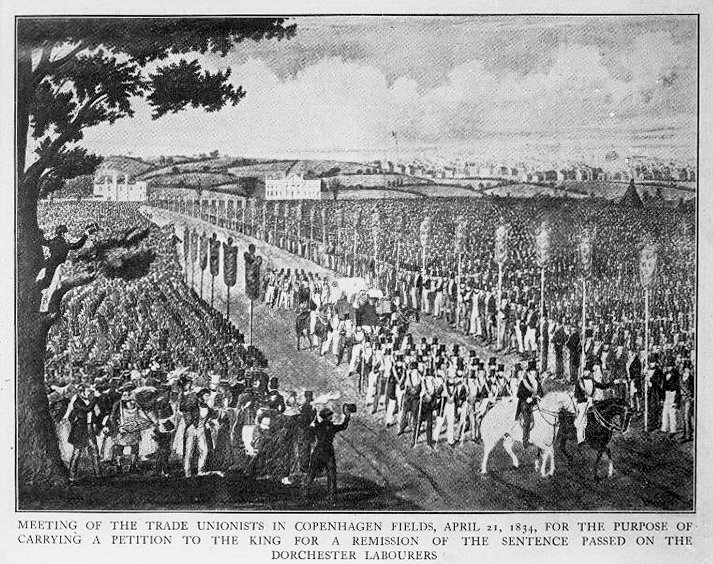 MEETING OF THE TRADE UNIONISTS IN COPENHAGEN FIELDS, APRIL 21, 1834, FOR THE PURPOSE OF
CARRYING A PETITION TO THE KING FOR A REMISSION OF THE SENTENCE PASSED ON THE
DORCHESTER LABOURERS